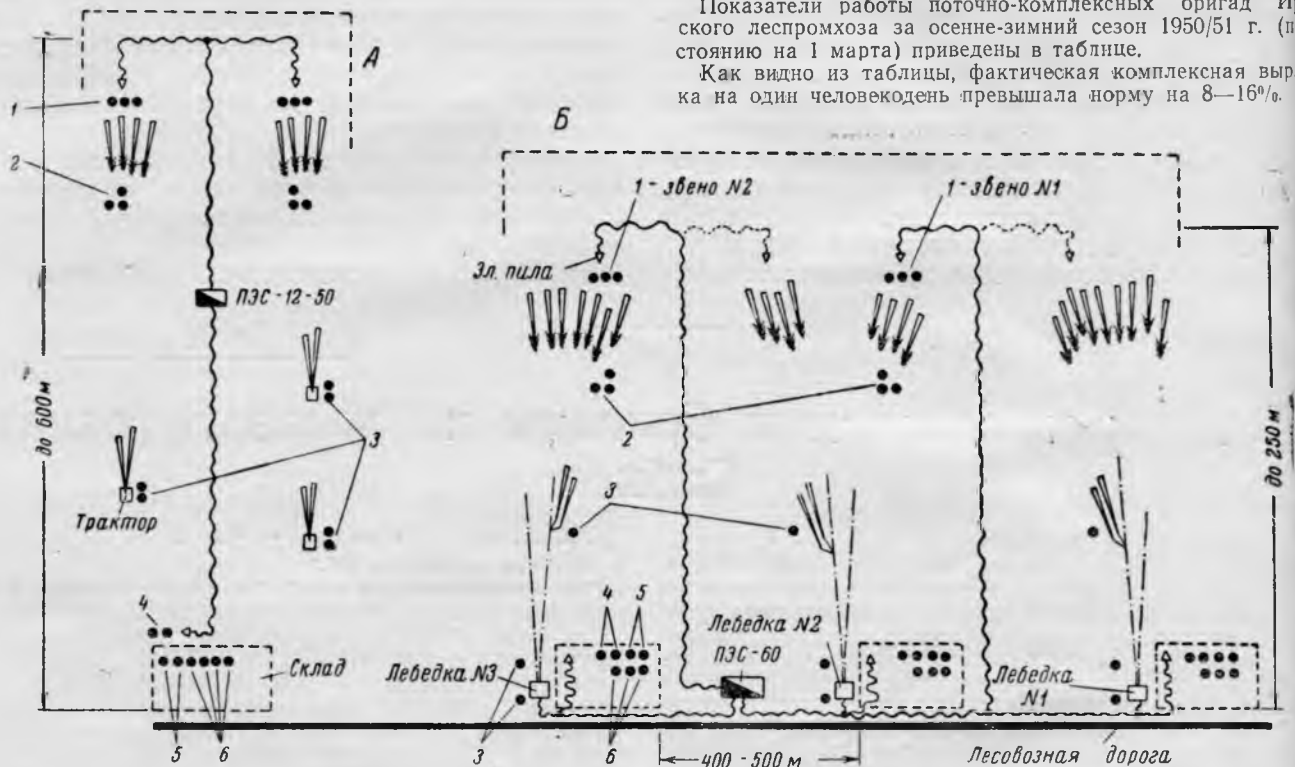 Показатели работы поточно-комплексных бригад
ского леспромхоза за осенне-зимний сезон 1950/51 г.
стоянию на 1 марта) приведены в таблице.
Как видно из таблицы, фактическая комплексная
ка на один человекодень превышала норму на 8—16%.
А
Б
1
2
1-звено N2
1-звено N1
Эл. пила
ПЭС-12-50
до 600 м
до 250 м
3
2
Трактор
3
4
Склад
4 5
Лебедка N3
Лебедка N2
ПЭС-60
Лебедка
N1
5 6
3 6
400-500 м
Лесовозная дорога